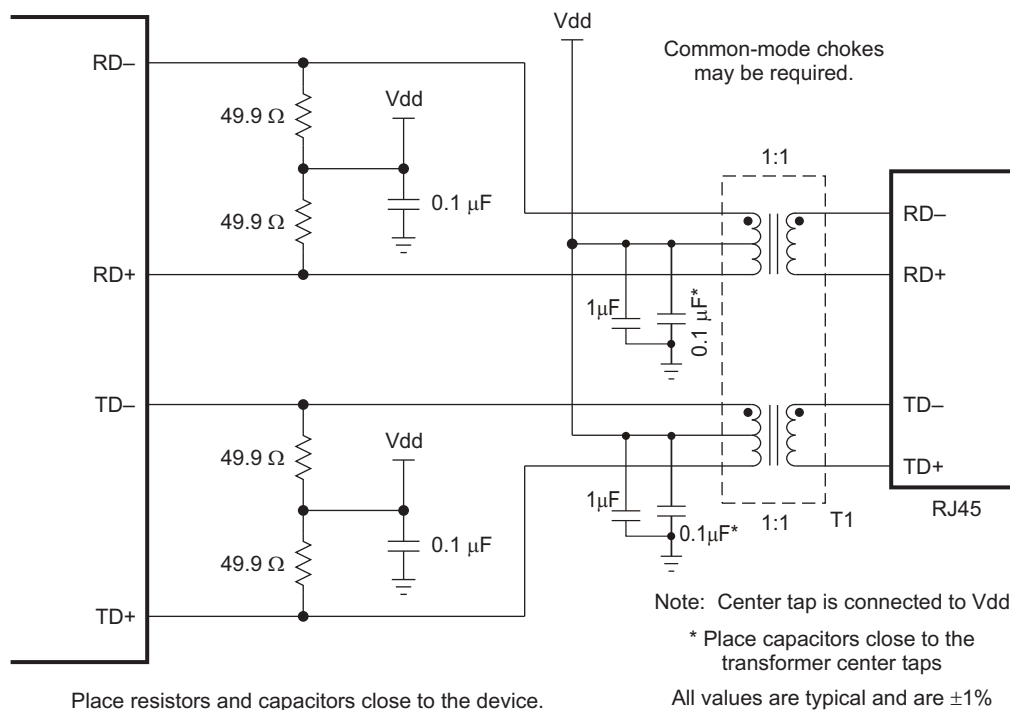 Vdd
Common-mode chokes
may be required.
RD–
49.9 Ω
Vdd
0.1 μF
49.9 Ω
RD+
1:1
RD–
RD+
1μF
0.1 μF*
TD–
49.9 Ω
Vdd
0.1 μF
49.9 Ω
TD+
1μF
0.1μF*
1:1
T1
TD–
TD+
RJ45
Note: Center tap is connected to Vdd
* Place capacitors close to the
transformer center taps
Place resistors and capacitors close to the device.
All values are typical and are ±1%